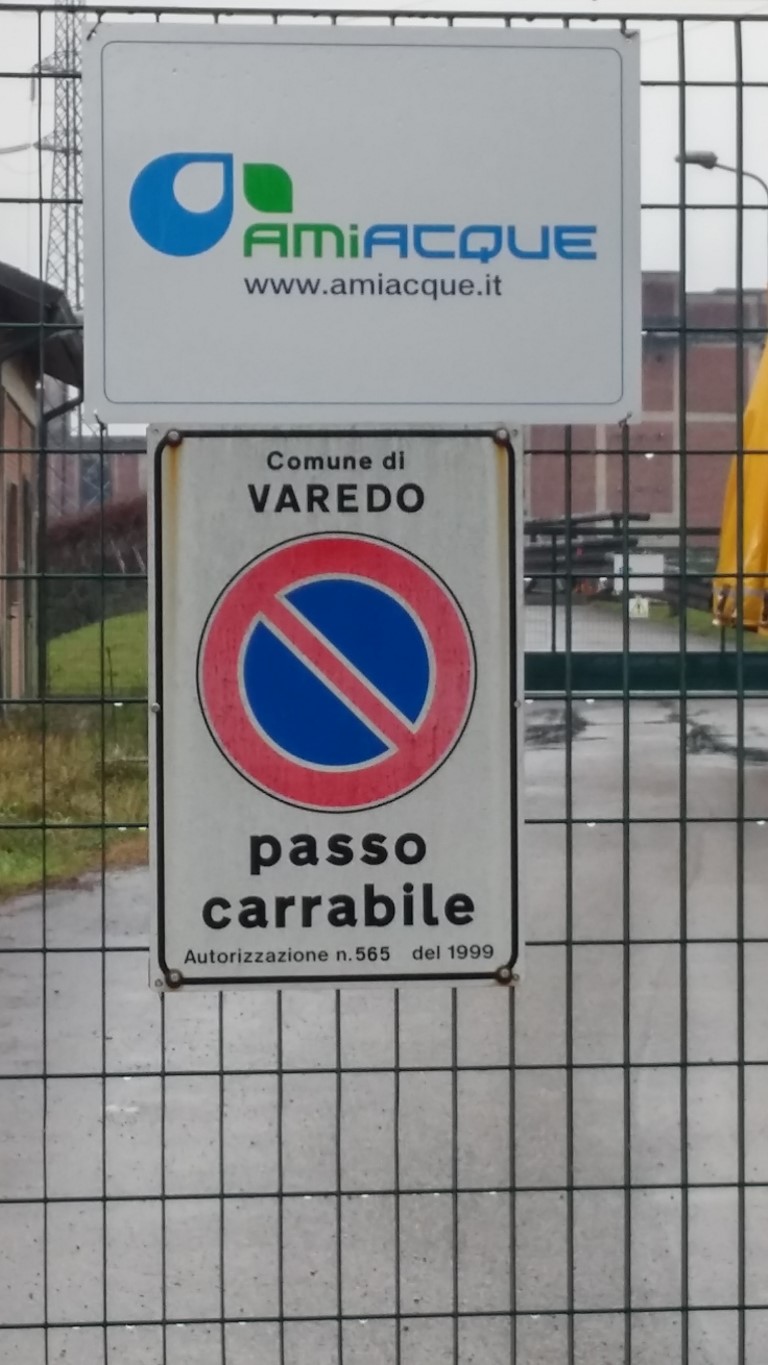 AMIACQUE
www.amiacque.it
Comune di
VAREDO
passo
carrabile
Autorizzazione n. 565 del 1999